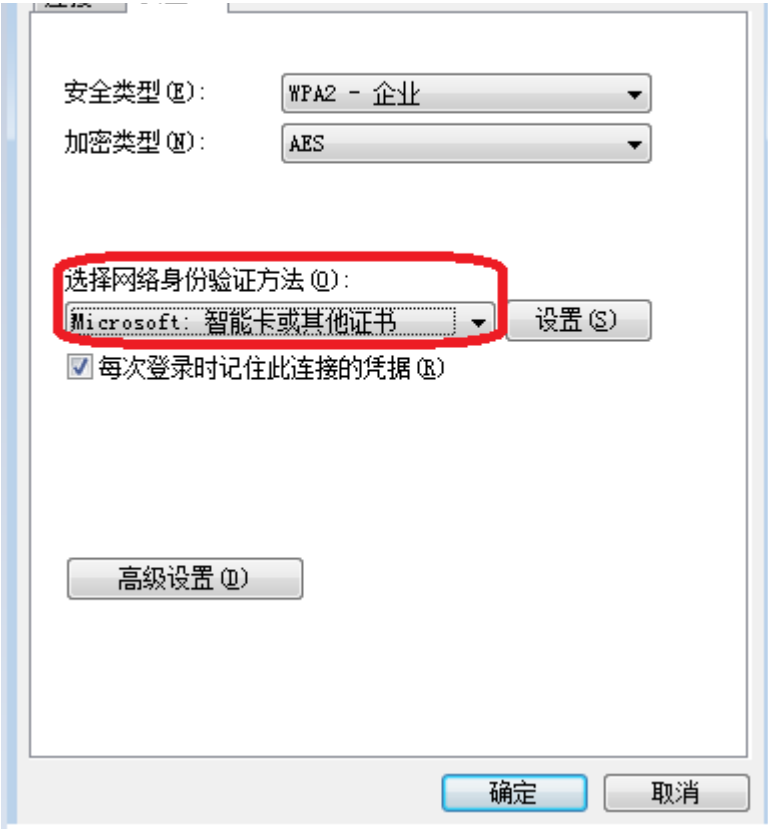 安全类型(E): WPA2 - 企业
加密类型(N): AES
选择网络身份验证方法(O):
Microsoft: 智能卡或其他证书 设置(S)
每次登录时记住此连接的凭据(R)
高级设置(D)
确定 取消